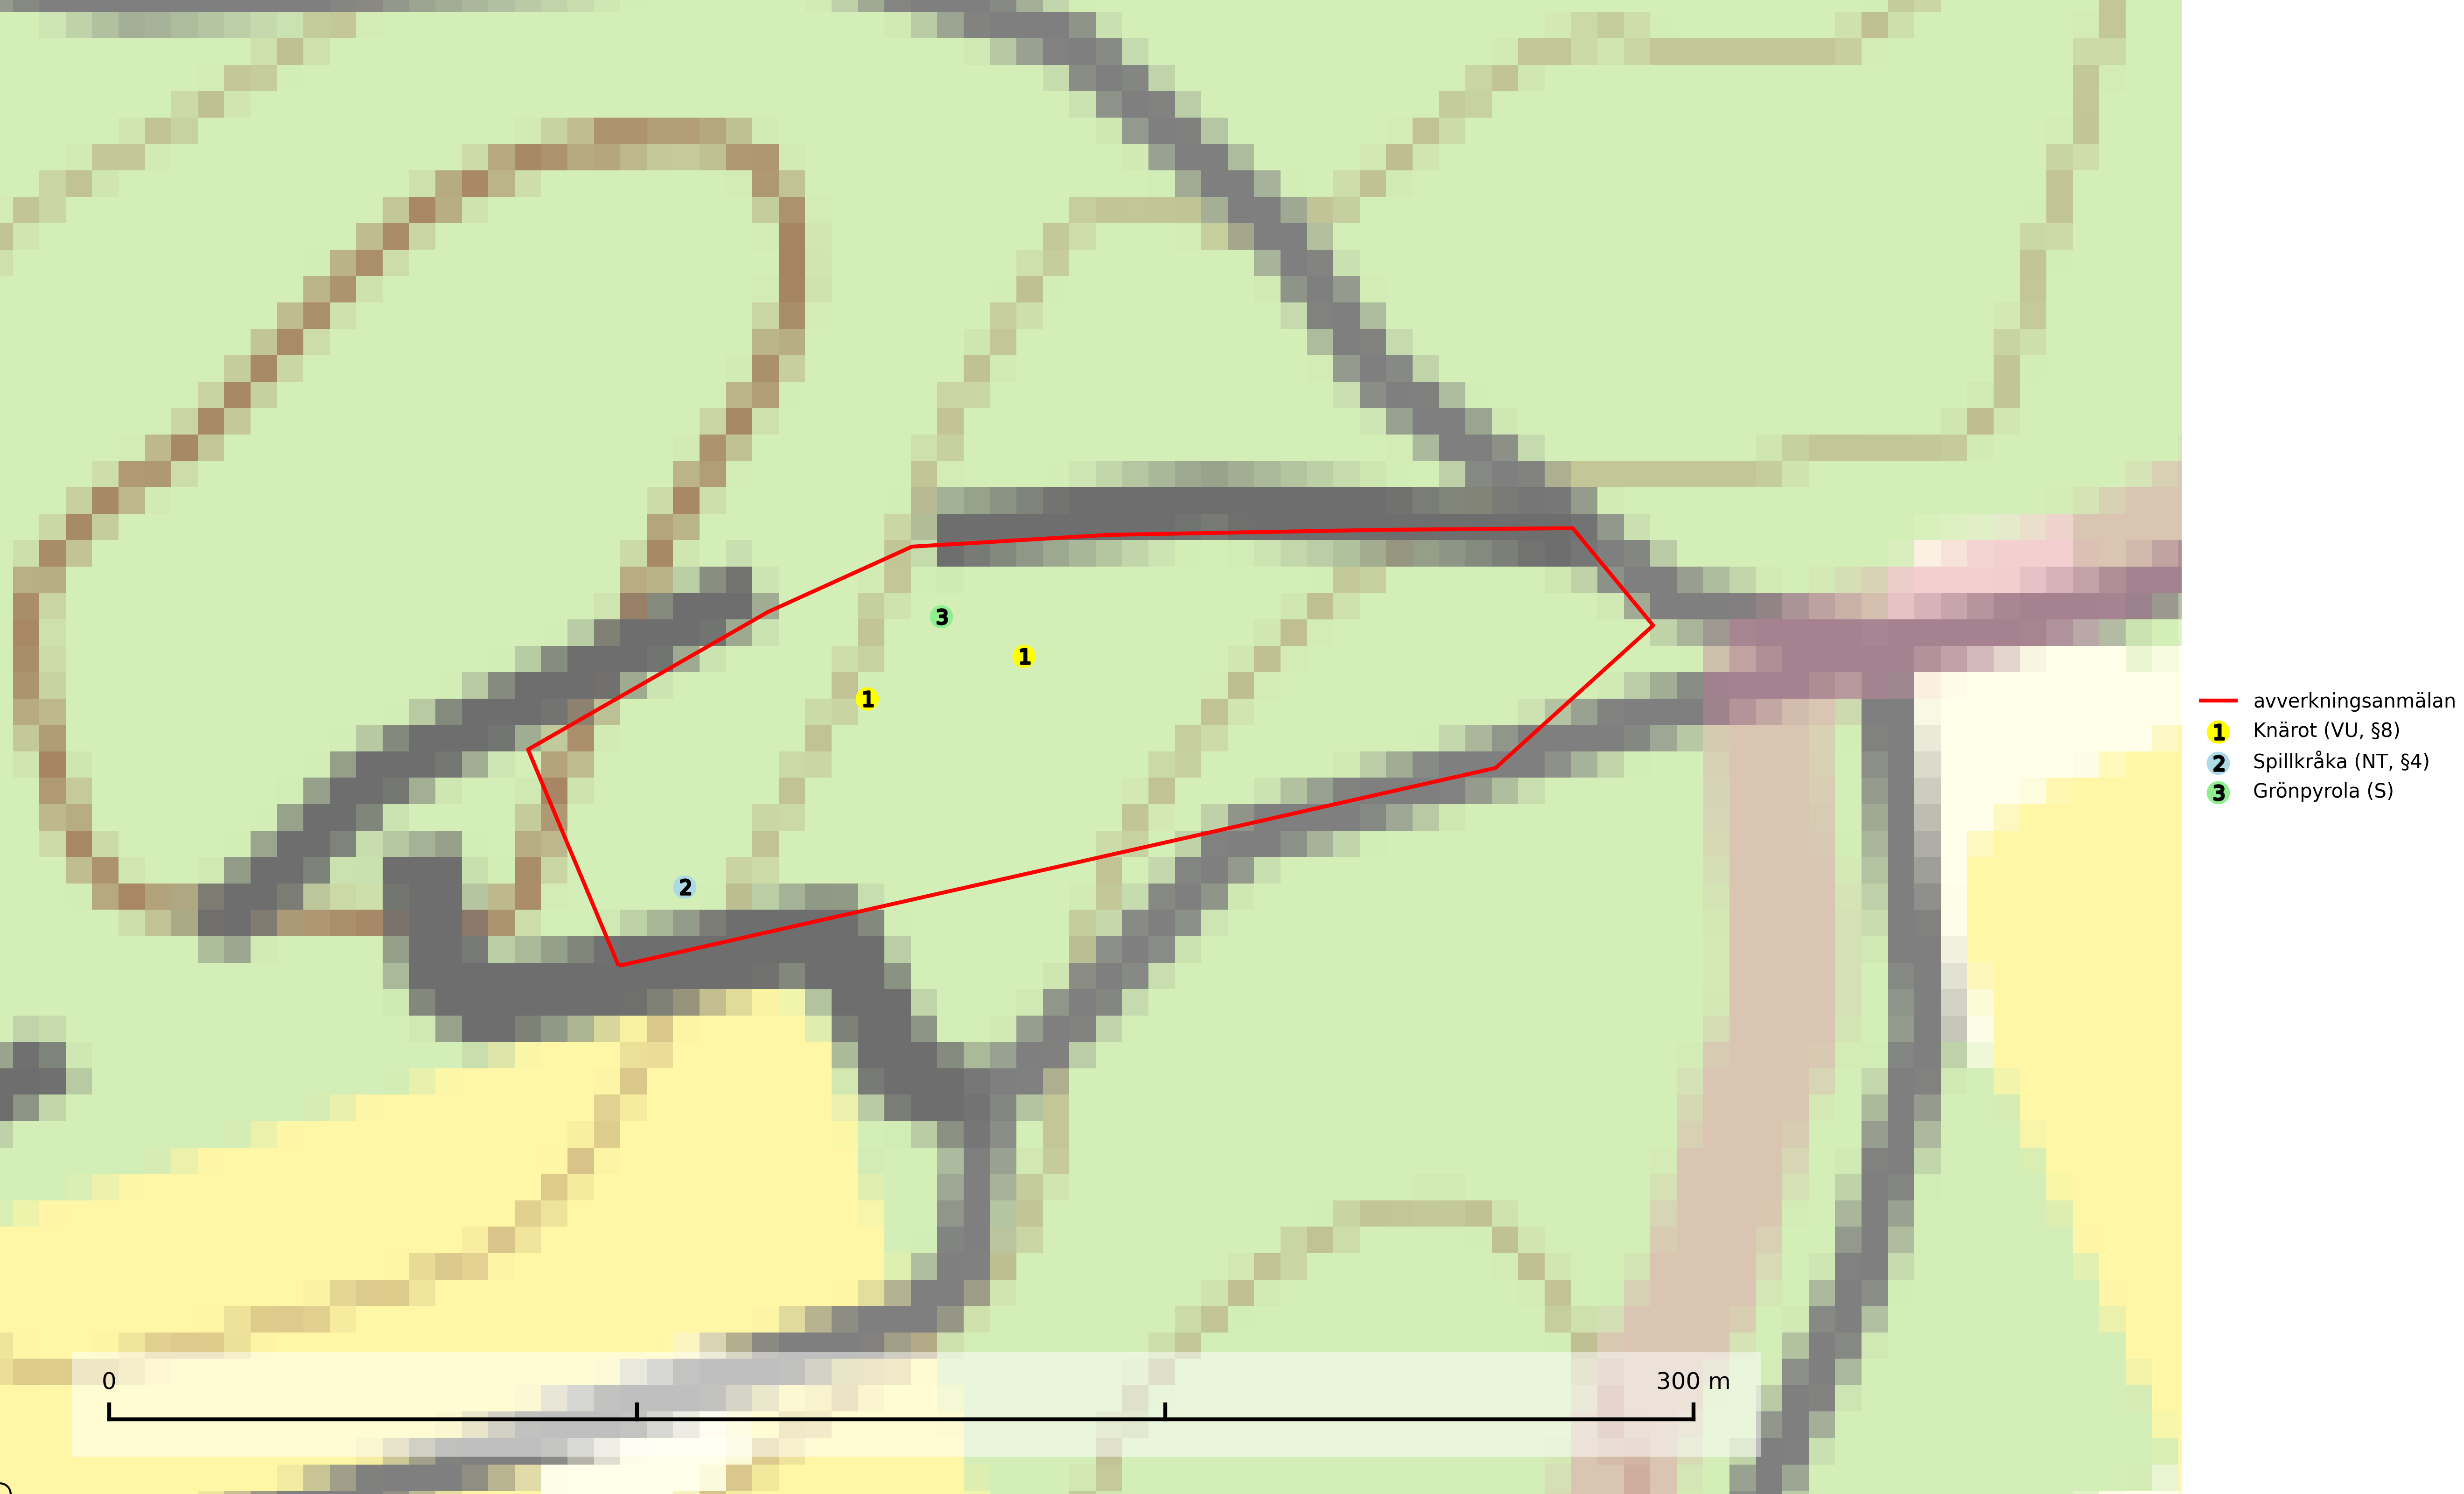 3
1
1
2
avverkningsanmälan
1 Knärot (VU, §8)
2 Spillkråka (NT, §4)
3 Grönpyrola (S)
0 300 m